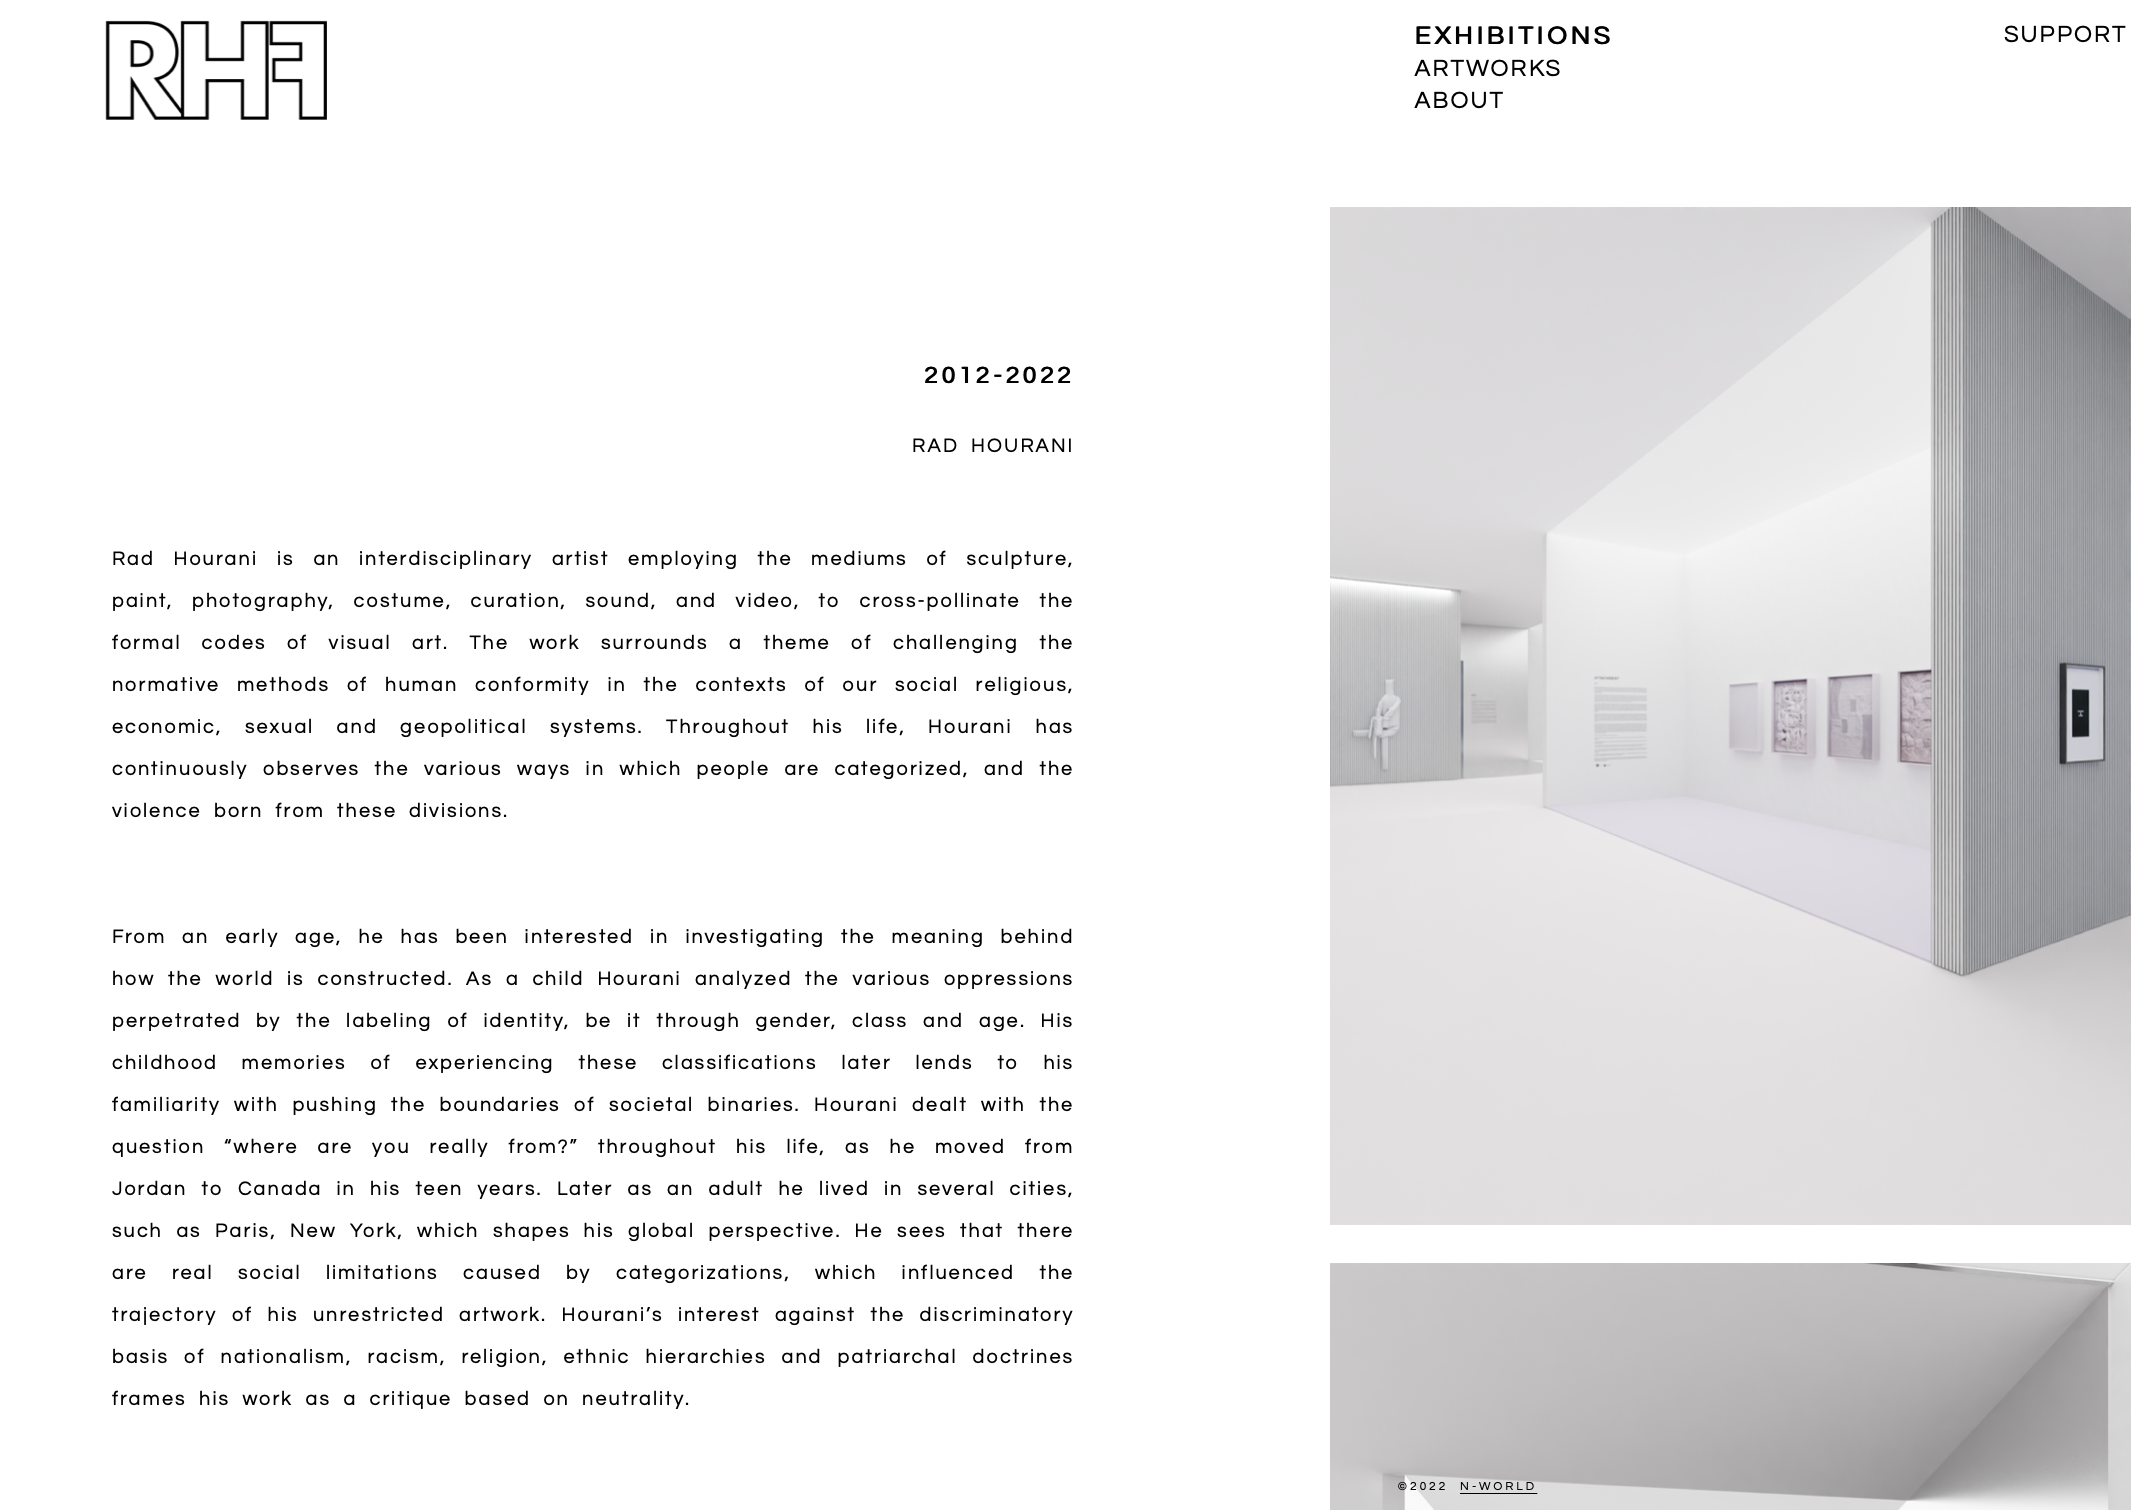 RHF
EXHIBITIONS
ARTWORKS
ABOUT
SUPPORT
2012-2022
RAD HOURANI
Rad Hourani is an interdisciplinary artist employing the mediums of sculpture,
paint, photography, costume, curation, sound, and video, to cross-pollinate the
formal codes of visual art. The work surrounds a theme of challenging the
normative methods of human conformity in the contexts of our social religious,
economic, sexual and geopolitical systems. Throughout his life, Hourani has
continuously observes the various ways in which people are categorized, and the
violence born from these divisions.
From an early age, he has been interested in investigating the meaning behind
how the world is constructed. As a child Hourani analyzed the various oppressions
perpetrated by the labeling of identity, be it through gender, class and age. His
childhood memories of experiencing these classifications later lends to his
familiarity with pushing the boundaries of societal binaries. Hourani dealt with the
question “where are you really from?” throughout his life, as he moved from
Jordan to Canada in his teen years. Later as an adult he lived in several cities,
such as Paris, New York, which shapes his global perspective. He sees that there
are real social limitations caused by categorizations, which influenced the
trajectory of his unrestricted artwork. Hourani’s interest against the discriminatory
basis of nationalism, racism, religion, ethnic hierarchies and patriarchal doctrines
frames his work as a critique based on neutrality.
©2022 N-WORLD